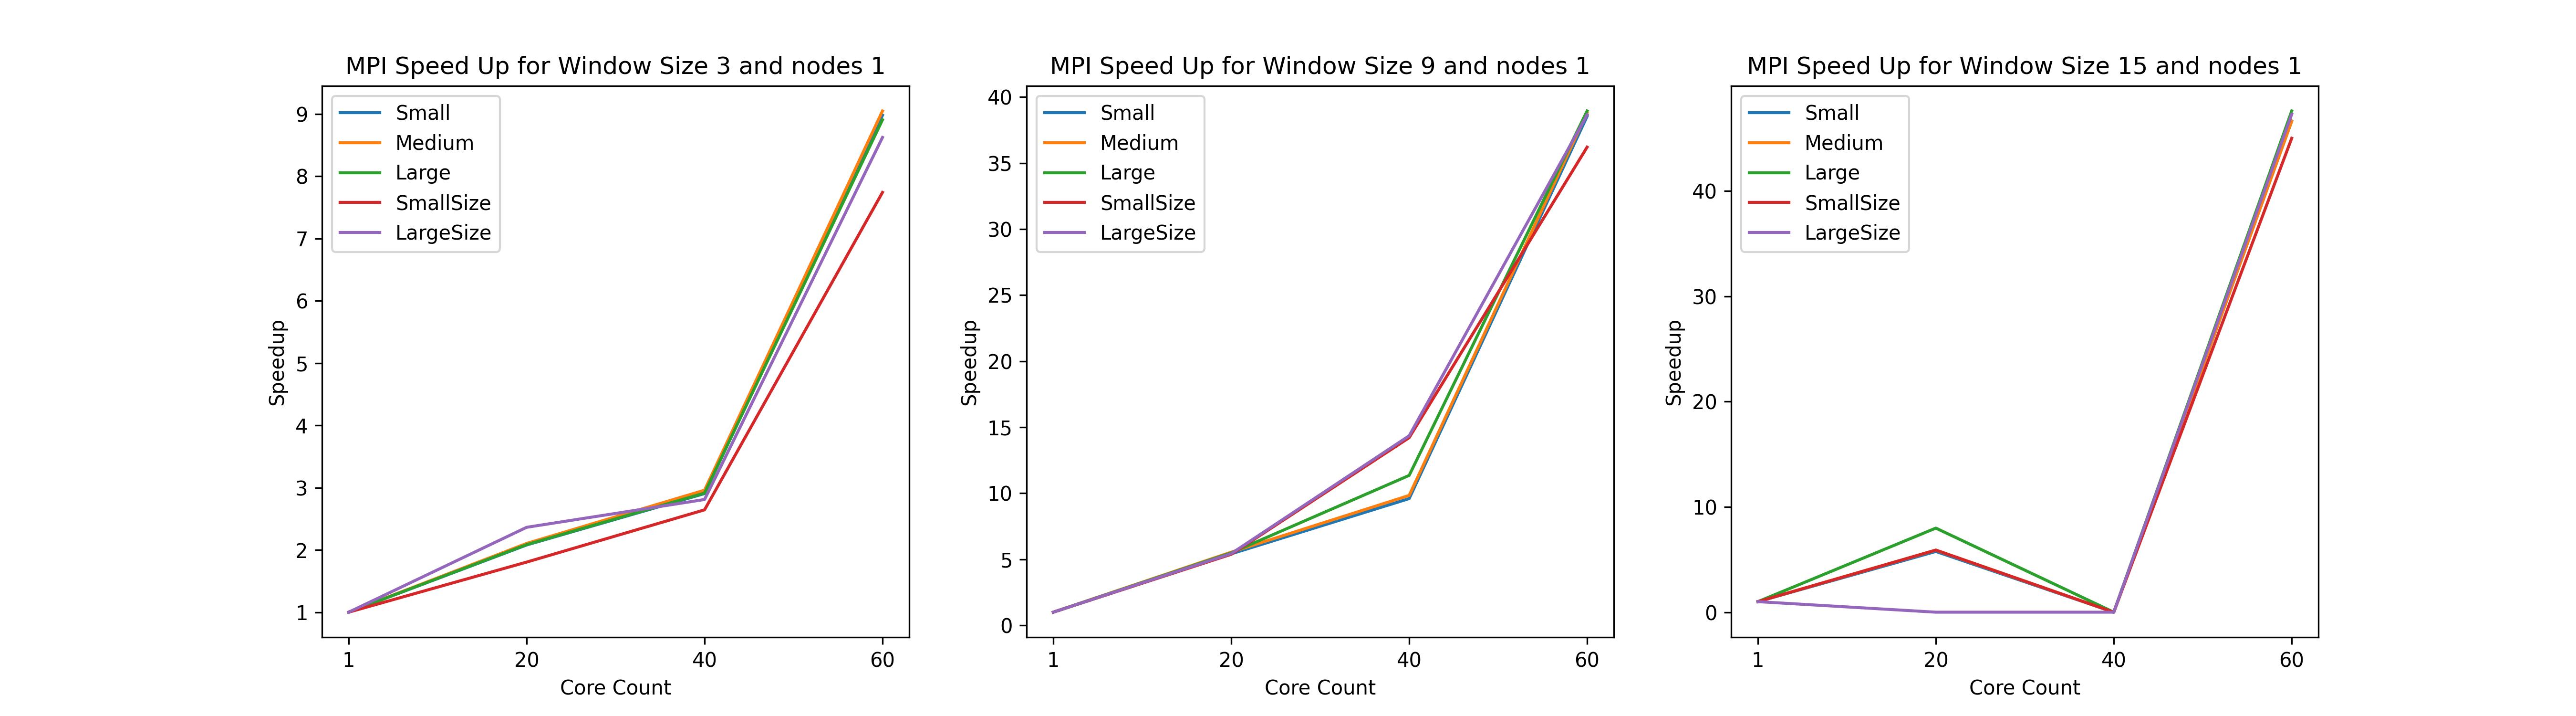 MPI Speed Up for Window Size 3 and nodes 1
9
8
7
6
5
4
3
2
1
Speedup
Small
Medium
Large
SmallSize
LargeSize
1 20 40 60
Core Count
MPI Speed Up for Window Size 9 and nodes 1
40
35
30
25
20
15
10
5
0
Speedup
Small
Medium
Large
SmallSize
LargeSize
1 20 40 60
Core Count
MPI Speed Up for Window Size 15 and nodes 1
40
30
20
10
0
Speedup
Small
Medium
Large
SmallSize
LargeSize
1 20 40 60
Core Count